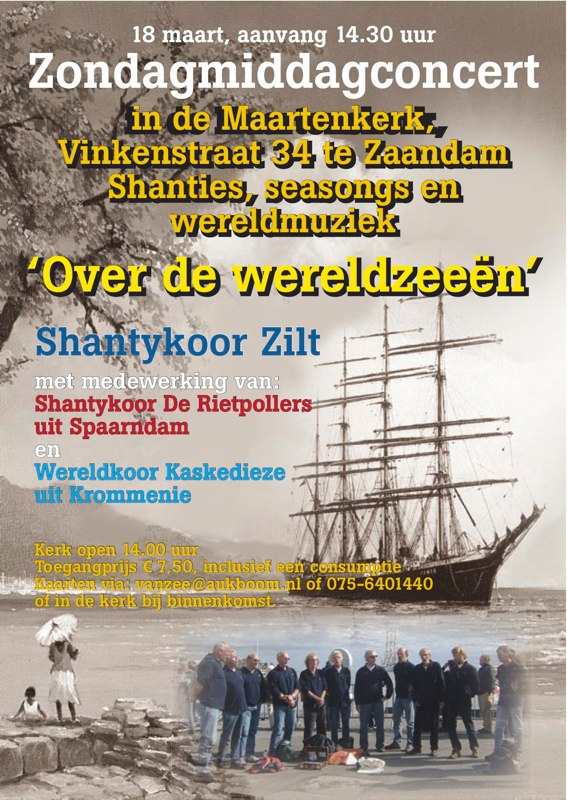 18 maart, aanvang 14.30 uur
Zondagmiddagconcert
in de Maartenkerk,
Vinkenstraat 34 te Zaandam
Shanties, seasongs en
wereldmuziek
‘Over de wereldzeeën’
Shantykoor Zilt
met medewerking van:
Shantykoor De Rietpollers
uit Spaarndam
en
Wereldkoor Kaskedieze
uit Krommenie
Kerk open 14.00 uur
Toegangprijs € 7,50, inclusief een consumptie
Kaarten via: vanzee@aukboom.nl of 075-6401440
of in de kerk bij binnenkomst.